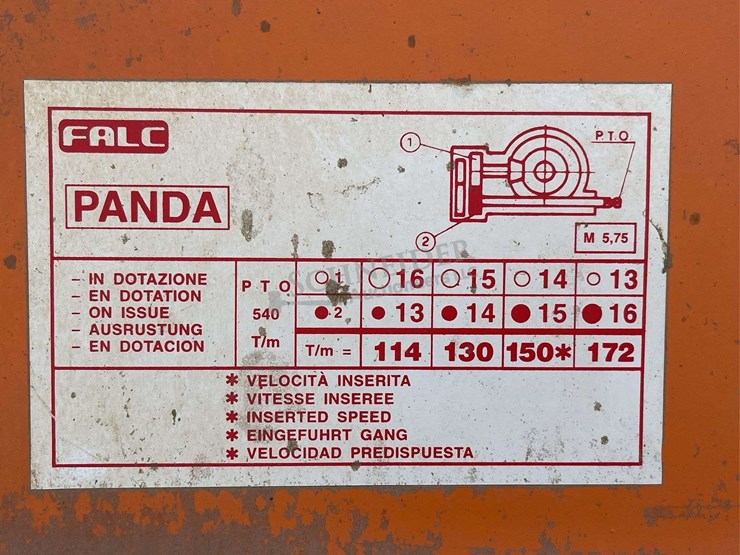 FALC
PANDA
1
P.T.O
2
M 5,75
- IN DOTAZIONE
- EN DOTATION
- ON ISSUE
- AUSRUSTUNG
- EN DOTACION
P T O
540
T/m
○ 1 ○ 16 ○ 15 ○ 14 ○ 13
● 2 ● 13 ● 14 ● 15 ● 16
T/m = 114 130 150* 172
* VELOCITÀ INSERITA
* VITESSE INSEREE
* INSERTED SPEED
* EINGEFUHRT GANG
* VELOCIDAD PREDISPUESTA
SCHNEIDER